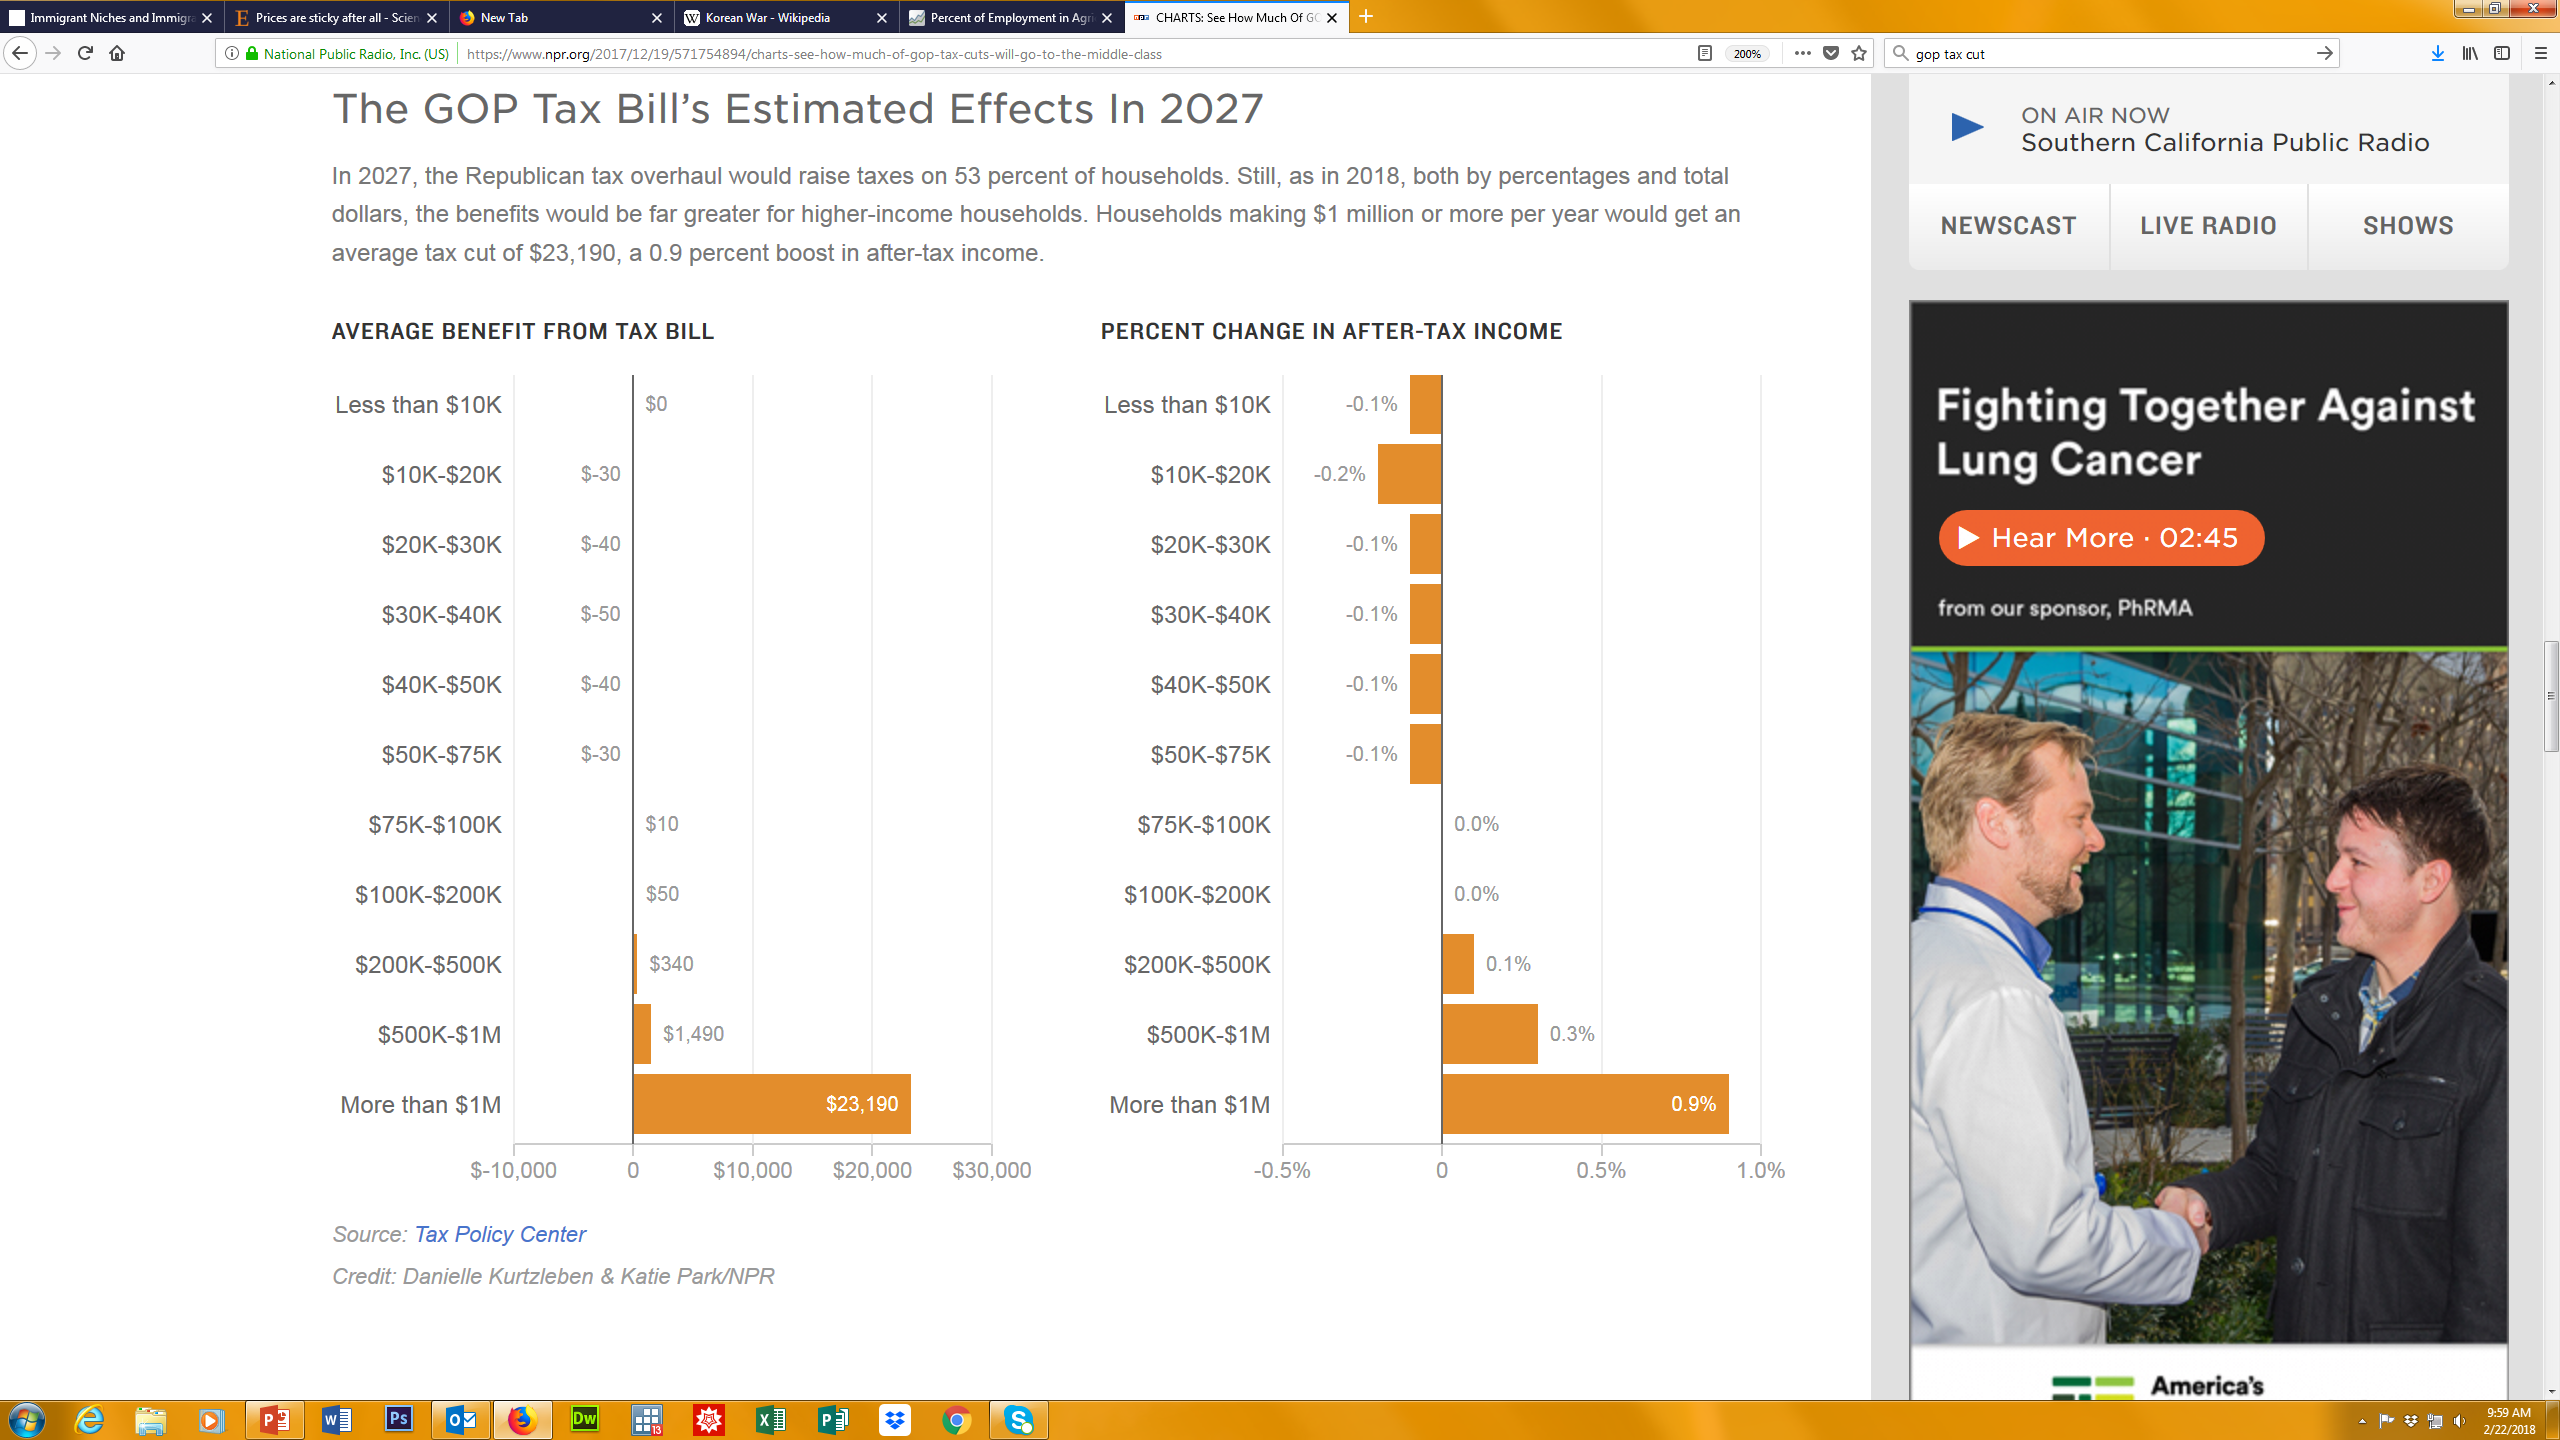 Immigrant Niches and Immigra
Prices are sticky after all - Scien
New Tab
Korean War - Wikipedia
Percent of Employment in Agri
CHARTS: See How Much Of GO
National Public Radio, Inc. (US)
https://www.npr.org/2017/12/19/571754894/charts-see-how-much-of-gop-tax-cuts-will-go-to-the-middle-class
200%
gop tax cut
The GOP Tax Bill's Estimated Effects In 2027
In 2027, the Republican tax overhaul would raise taxes on 53 percent of households. Still, as in 2018, both by percentages and total
dollars, the benefits would be far greater for higher-income households. Households making $1 million or more per year would get an
average tax cut of $23,190, a 0.9 percent boost in after-tax income.
AVERAGE BENEFIT FROM TAX BILL
Less than $10K $0
$10K-$20K $-30
$20K-$30K $-40
$30K-$40K $-50
$40K-$50K $-40
$50K-$75K $-30
$75K-$100K $10
$100K-$200K $50
$200K-$500K $340
$500K-$1M $1,490
More than $1M $23,190
$-10,000 0 $10,000 $20,000 $30,000
PERCENT CHANGE IN AFTER-TAX INCOME
Less than $10K -0.1%
$10K-$20K -0.2%
$20K-$30K -0.1%
$30K-$40K -0.1%
$40K-$50K -0.1%
$50K-$75K -0.1%
$75K-$100K 0.0%
$100K-$200K 0.0%
$200K-$500K 0.1%
$500K-$1M 0.3%
More than $1M 0.9%
-0.5% 0 0.5% 1.0%
Source: Tax Policy Center
Credit: Danielle Kurtzleben & Katie Park/NPR
ON AIR NOW
Southern California Public Radio
NEWSCAST
LIVE RADIO
SHOWS
Fighting Together Against
Lung Cancer
Hear More · 02:45
from our sponsor, PhRMA
America's
9:59 AM
2/22/2018